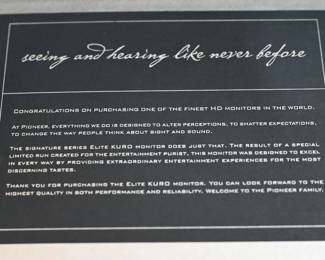 seeing and hearing like never before
CONGRATULATIONS ON PURCHASING ONE OF THE FINEST HD MONITORS IN THE WORLD.
AT PIONEER, EVERYTHING WE DO IS DESIGNED TO ALTER PERCEPTIONS, TO SHATTER EXPECTATIONS,
TO CHANGE THE WAY PEOPLE THINK ABOUT SIGHT AND SOUND.
THE SIGNATURE SERIES ELITE KURO MONITOR DOES JUST THAT. THE RESULT OF A SPECIAL
LIMITED RUN CREATED FOR THE ENTERTAINMENT PURIST, THIS MONITOR WAS DESIGNED TO EXCEL
IN EVERY WAY BY PROVIDING EXTRAORDINARY ENTERTAINMENT EXPERIENCES FOR THE MOST
DISCERNING TASTES.
THANK YOU FOR PURCHASING THE ELITE KURO MONITOR. YOU CAN LOOK FORWARD TO THE
HIGHEST QUALITY IN BOTH PERFORMANCE AND RELIABILITY. WELCOME TO THE PIONEER FAMILY.